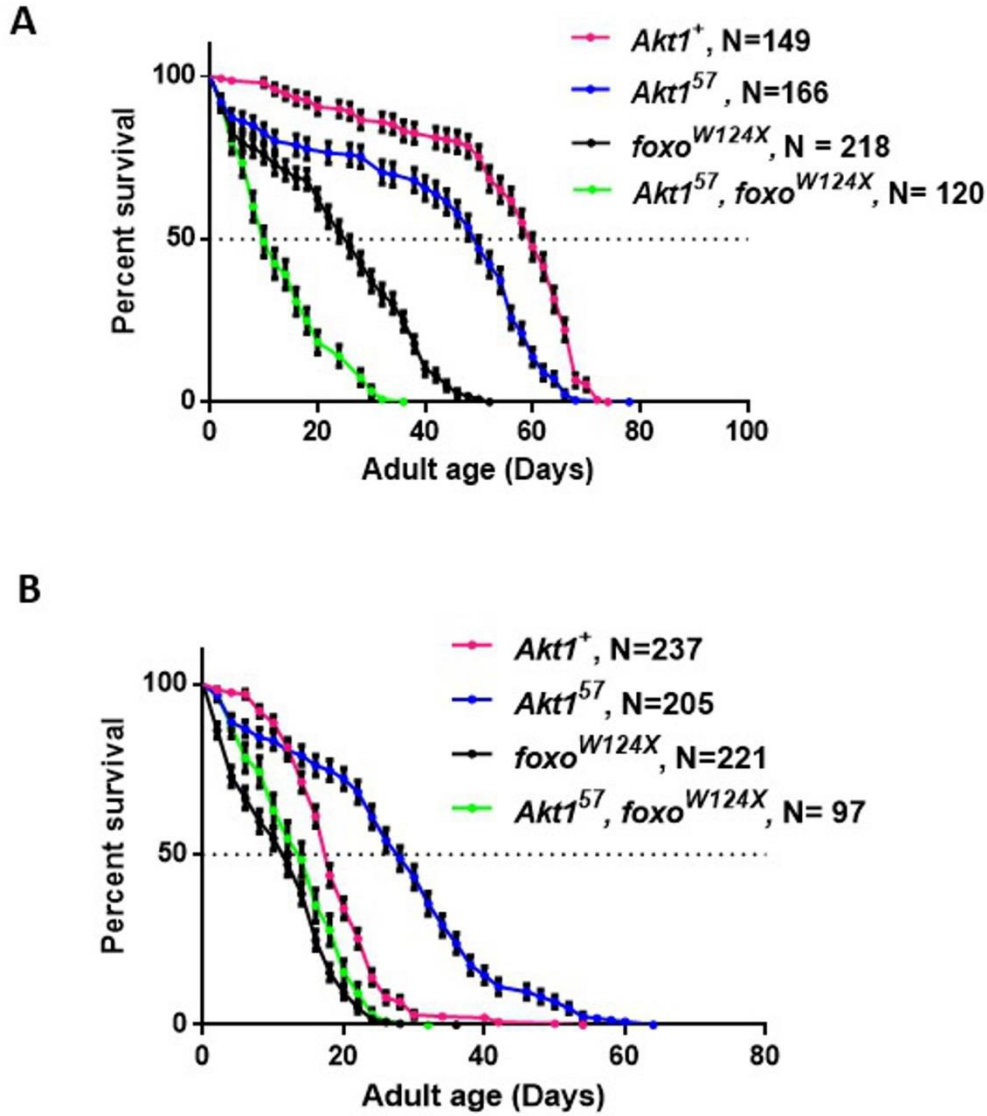 A
Akt1⁺, N=149
Akt1⁵⁷, N=166
foxoᵂ¹²⁴ˣ, N = 218
Akt1⁵⁷, foxoᵂ¹²⁴ˣ, N= 120
100
50
0
Percent survival
0 20 40 60 80 100
Adult age (Days)
B
Akt1⁺, N=237
Akt1⁵⁷, N=205
foxoᵂ¹²⁴ˣ, N=221
Akt1⁵⁷, foxoᵂ¹²⁴ˣ, N= 97
100
50
0
Percent survival
0 20 40 60 80
Adult age (Days)